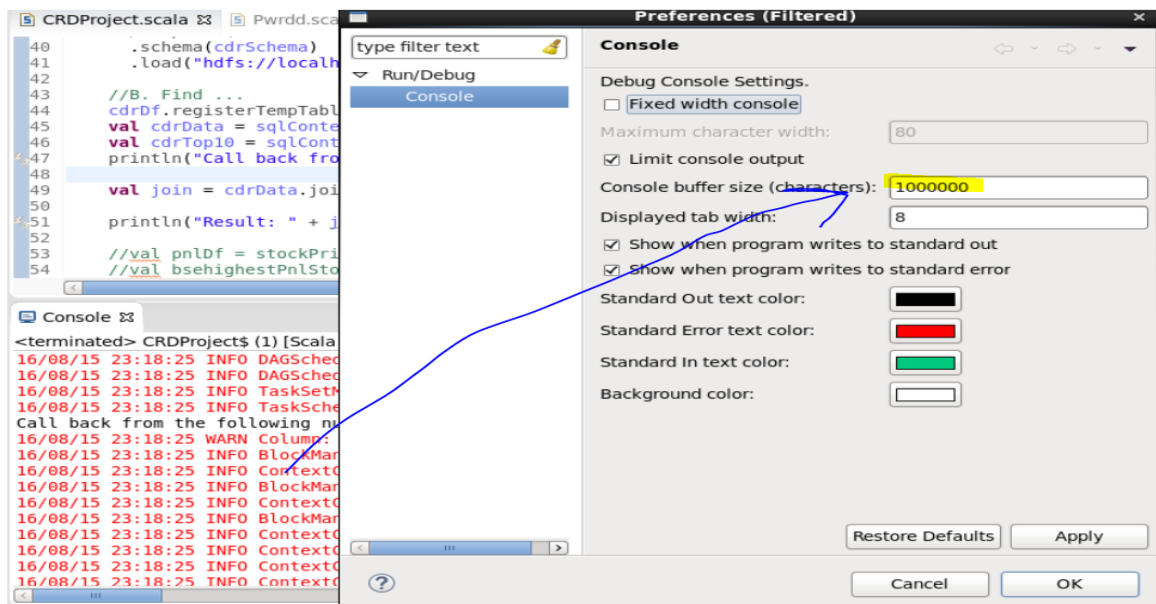 CRDProject.scala
Pwrdd.sca
40 .schema(cdrSchema)
41 .load("hdfs://localh
42
43 //B. Find ...
44 cdrDf.registerTempTabl
45 val cdrData = sqlConte
46 val cdrTop10 = sqlCont
47 println("Call back fro
48
49 val join = cdrData.joi
50
51 println("Result: " + j
52
53 //val pnlDf = stockPri
54 //val bsehighestPnlSto
Console
<terminated> CRDProject$ (1) [Scala
16/08/15 23:18:25 INFO DAGSched
16/08/15 23:18:25 INFO DAGSched
16/08/15 23:18:25 INFO TaskSetM
16/08/15 23:18:25 INFO TaskSche
Call back from the following nu
16/08/15 23:18:25 WARN Column:
16/08/15 23:18:25 INFO BlockMan
16/08/15 23:18:25 INFO ContextC
16/08/15 23:18:25 INFO BlockMan
16/08/15 23:18:25 INFO ContextC
16/08/15 23:18:25 INFO BlockMan
16/08/15 23:18:25 INFO ContextC
16/08/15 23:18:25 INFO ContextC
16/08/15 23:18:25 INFO ContextC
16/08/15 23:18:25 INFO ContextC
Preferences (Filtered)
type filter text
Run/Debug
Console
Console
Debug Console Settings.
Fixed width console
Maximum character width: 80
Limit console output
Console buffer size (characters): 1000000
Displayed tab width: 8
Show when program writes to standard out
Show when program writes to standard error
Standard Out text color:
Standard Error text color:
Standard In text color:
Background color:
Restore Defaults
Apply
Cancel
OK